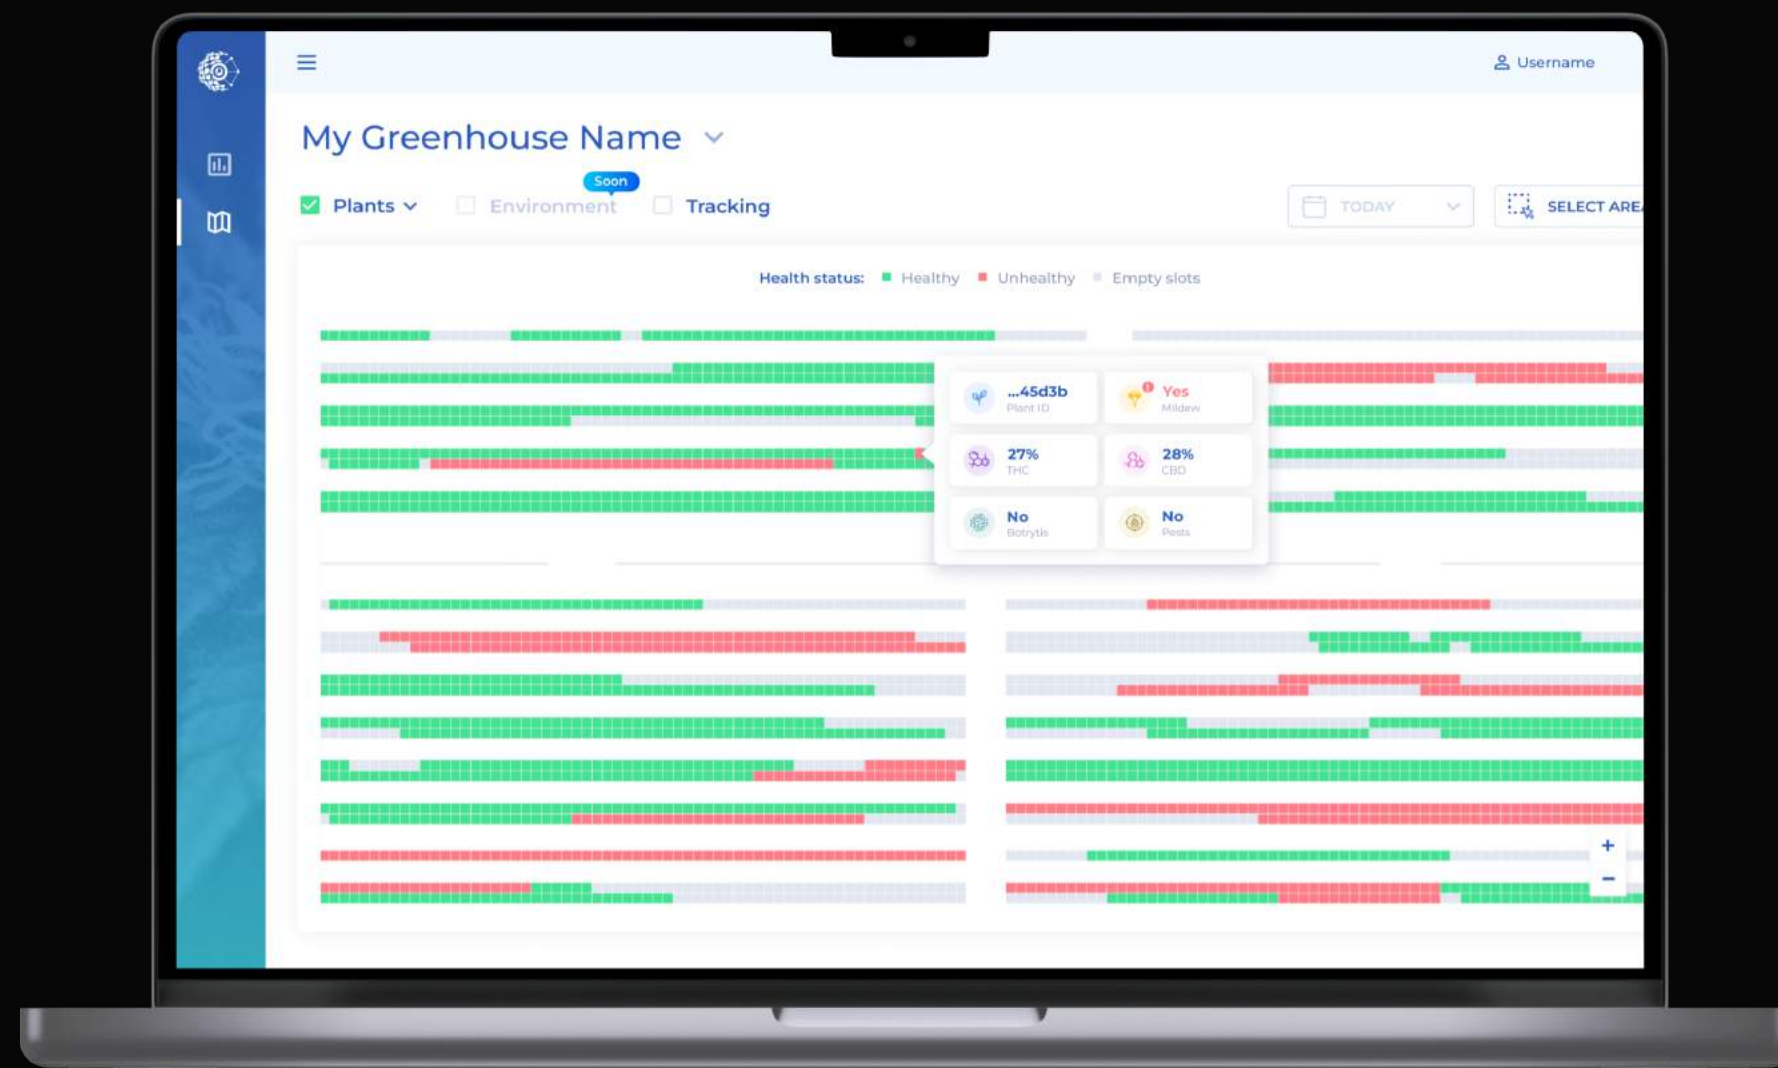 Username
My Greenhouse Name
Soon
Plants
Environment
Tracking
TODAY
SELECT AREA
Health status: Healthy Unhealthy Empty slots
...45d3b
Plant ID
Yes
Mildew
27%
THC
28%
CBD
No
Botrytis
No
Pests
+
−